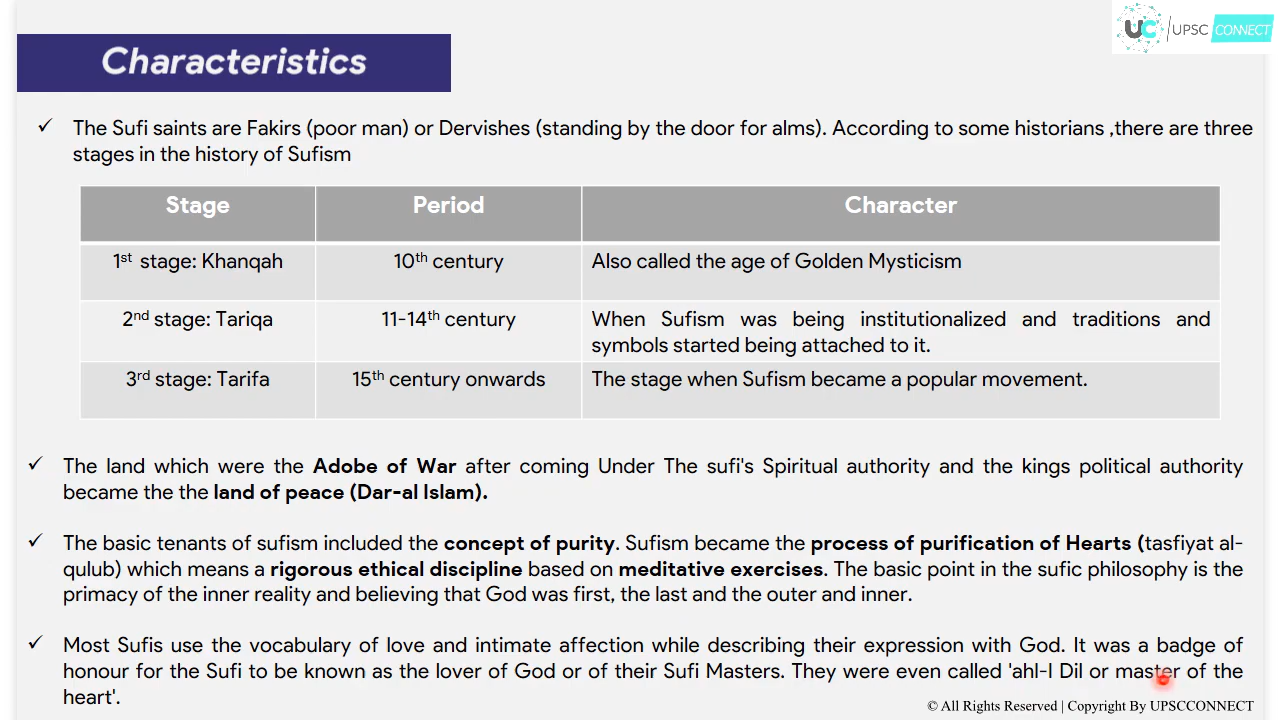 UC | UPSC CONNECT
Characteristics
✓ The Sufi saints are Fakirs (poor man) or Dervishes (standing by the door for alms). According to some historians ,there are three
stages in the history of Sufism
Stage Period Character
1st stage: Khanqah 10th century Also called the age of Golden Mysticism
2nd stage: Tariqa 11-14th century When Sufism was being institutionalized and traditions and
symbols started being attached to it.
3rd stage: Tarifa 15th century onwards The stage when Sufism became a popular movement.
✓ The land which were the Adobe of War after coming Under The sufi's Spiritual authority and the kings political authority
became the the land of peace (Dar-al Islam).
✓ The basic tenants of sufism included the concept of purity. Sufism became the process of purification of Hearts (tasfiyat al-
qulub) which means a rigorous ethical discipline based on meditative exercises. The basic point in the sufic philosophy is the
primacy of the inner reality and believing that God was first, the last and the outer and inner.
✓ Most Sufis use the vocabulary of love and intimate affection while describing their expression with God. It was a badge of
honour for the Sufi to be known as the lover of God or of their Sufi Masters. They were even called 'ahl-I Dil or master of the
heart'.
© All Rights Reserved | Copyright By UPSCCONNECT